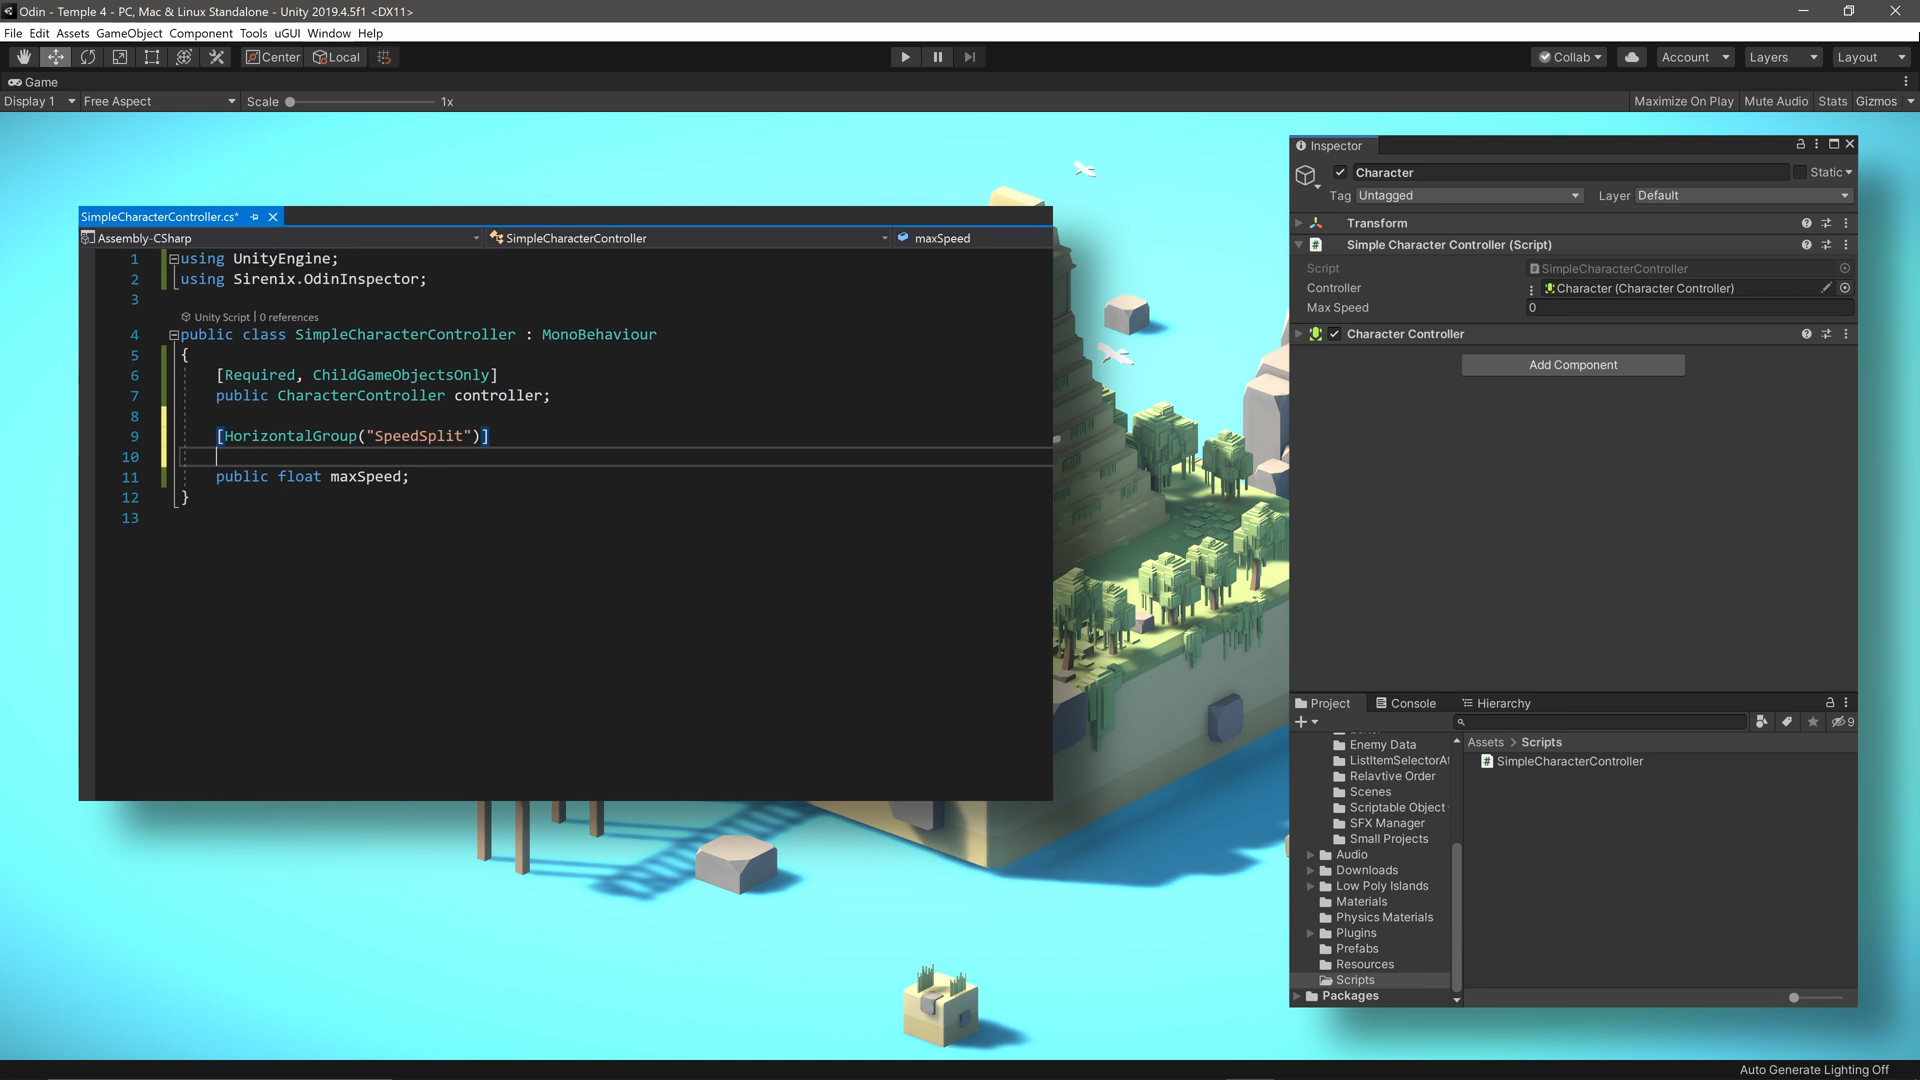 Odin - Temple 4 - PC, Mac & Linux Standalone - Unity 2019.4.5f1 <DX11>
File Edit Assets GameObject Component Tools uGUI Window Help
Center Local Collab Account Layers Layout
Game
Display 1 Free Aspect Scale 1x Maximize On Play Mute Audio Stats Gizmos
SimpleCharacterController.cs*
Assembly-CSharp SimpleCharacterController maxSpeed
1 using UnityEngine;
2 using Sirenix.OdinInspector;
3
Unity Script | 0 references
4 public class SimpleCharacterController : MonoBehaviour
5 {
6 [Required, ChildGameObjectsOnly]
7 public CharacterController controller;
8
9 [HorizontalGroup("SpeedSplit")]
10
11 public float maxSpeed;
12 }
13
Inspector
Character Static
Tag Untagged Layer Default
Transform
# Simple Character Controller (Script)
Script # SimpleCharacterController
Controller Character (Character Controller)
Max Speed 0
Character Controller
Add Component
Project Console Hierarchy
9
Enemy Data
ListItemSelectorAt
Relavtive Order
Scenes
Scriptable Object
SFX Manager
Small Projects
Audio
Downloads
Low Poly Islands
Materials
Physics Materials
Plugins
Prefabs
Resources
Scripts
Packages
Assets > Scripts
# SimpleCharacterController
Auto Generate Lighting Off